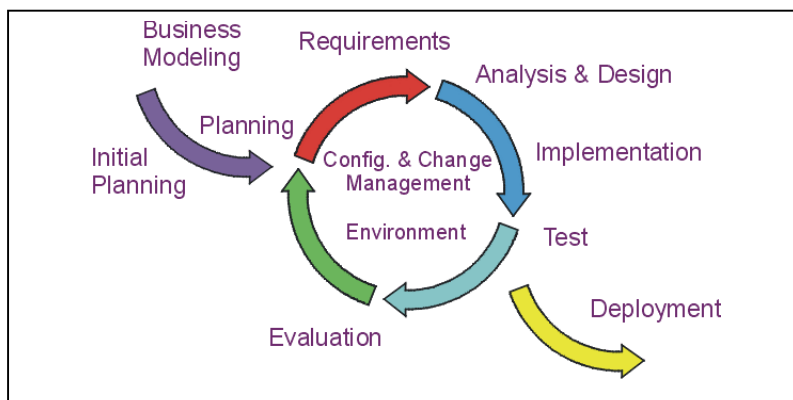 Business
Modeling
Requirements
Analysis & Design
Planning
Initial
Planning
Config. & Change
Management
Implementation
Environment
Test
Evaluation
Deployment